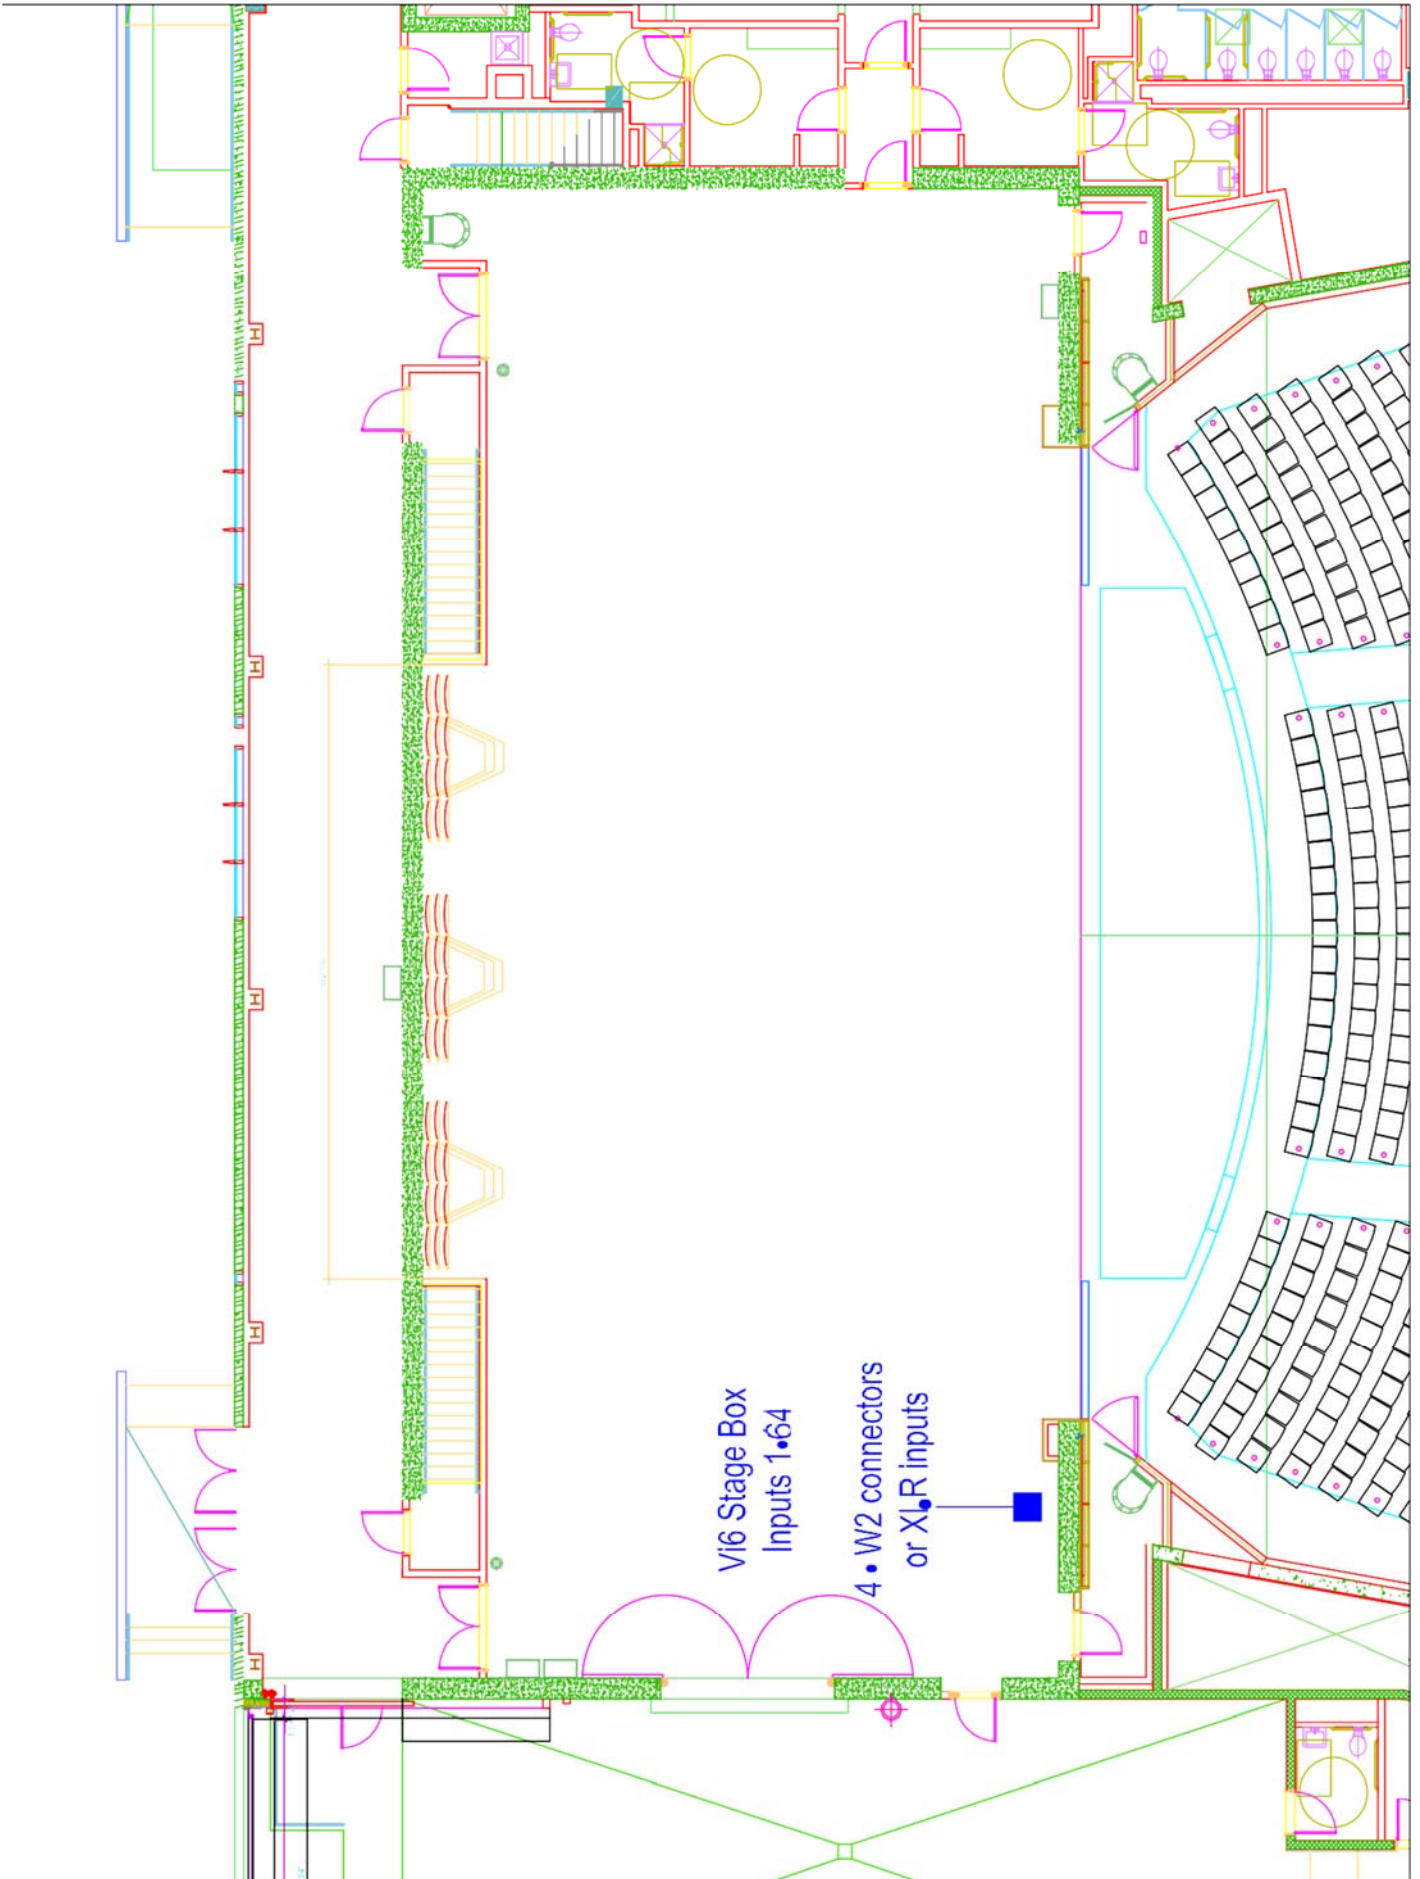 Vi6 Stage Box
Inputs 1•64
4 • W2 connectors
or XLR inputs
H
H
H
H
H